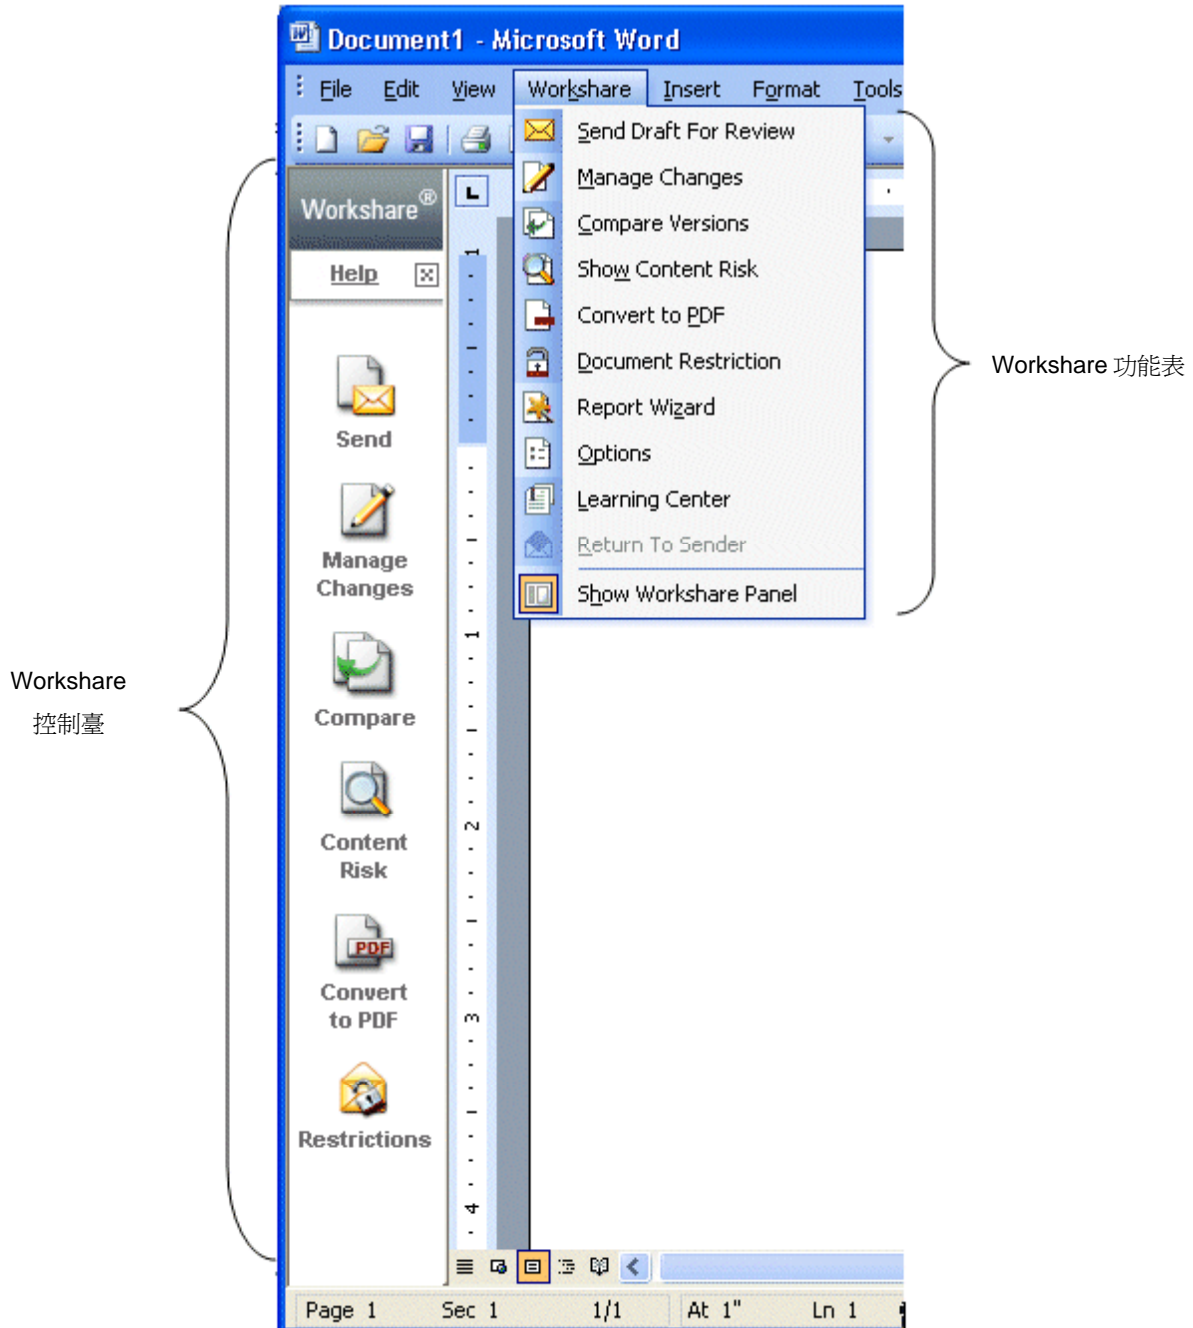 Document1 - Microsoft Word
File Edit View Workshare Insert Format Tools
Send Draft For Review
Manage Changes
Compare Versions
Show Content Risk
Convert to PDF
Document Restriction
Report Wizard
Options
Learning Center
Return To Sender
Show Workshare Panel
Workshare 功能表
Workshare®
Help
Send
Manage
Changes
Compare
Content
Risk
Convert
to PDF
Restrictions
Workshare
控制臺
L
1
1
2
3
4
PDF
Page 1 Sec 1 1/1 At 1" Ln 1